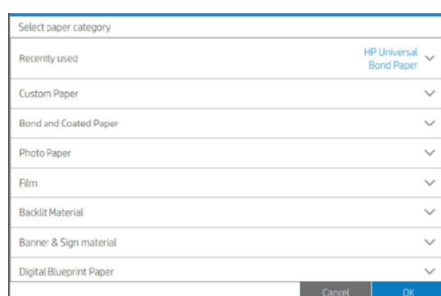 Select paper category
Recently used
HP Universal
Bond Paper
Custom Paper
Bond and Coated Paper
Photo Paper
Film
Backlit Material
Banner & Sign material
Digital Blueprint Paper
Cancel
OK